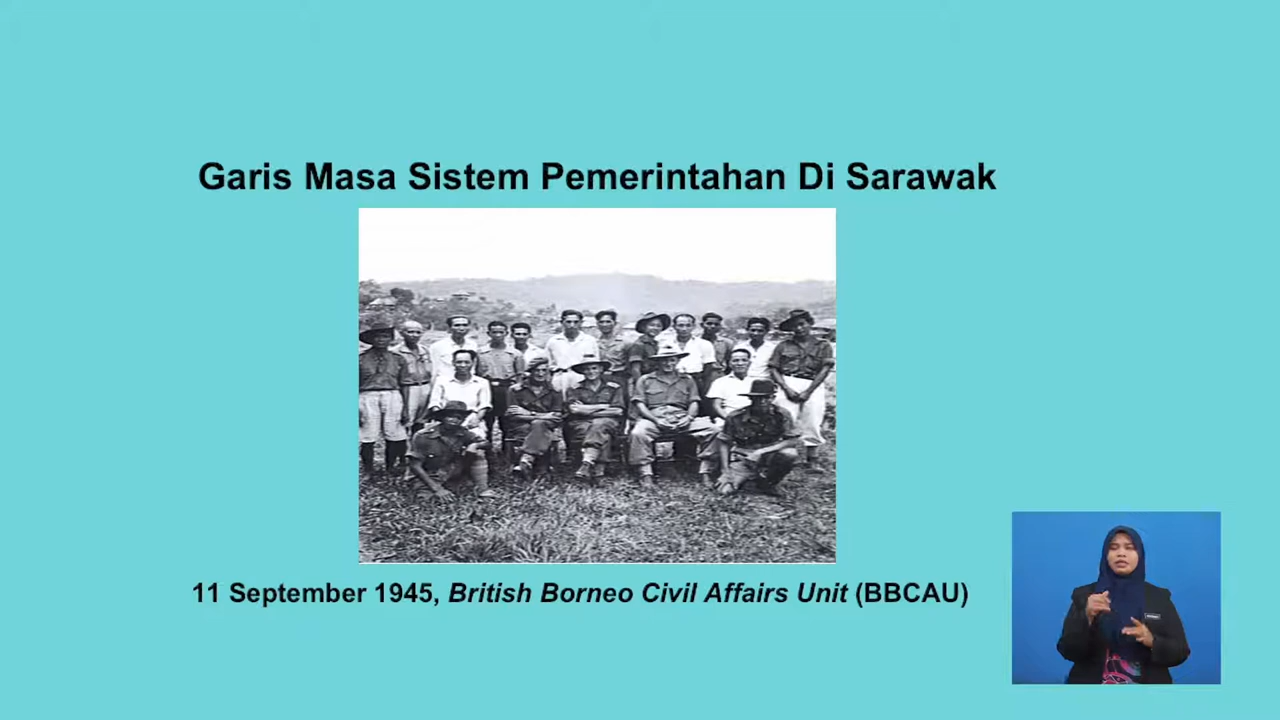 Garis Masa Sistem Pemerintahan Di Sarawak
11 September 1945, British Borneo Civil Affairs Unit (BBCAU)